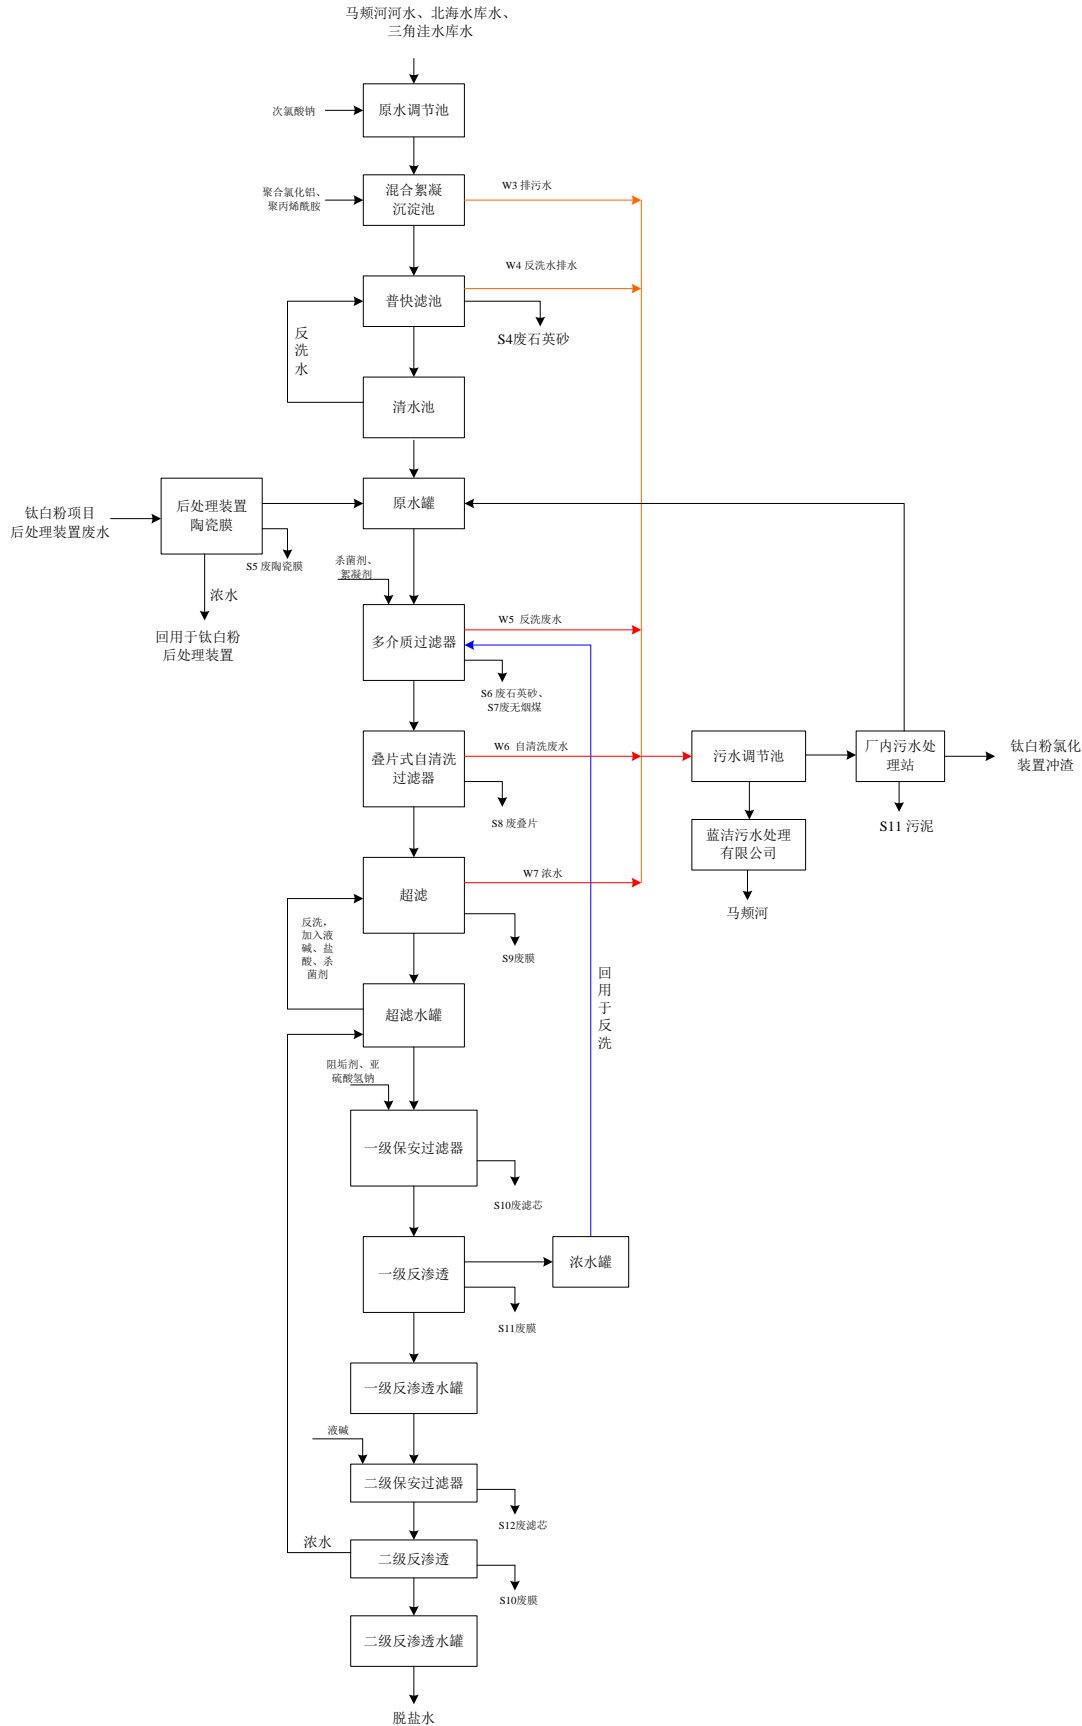 马颊河河水、北海水库水、
三角洼水库水
次氯酸钠
原水调节池
聚合氯化铝、
聚丙烯酰胺
混合絮凝
沉淀池
W3 排污水
W4 反洗水排水
普快滤池
S4废石英砂
反
洗
水
清水池
钛白粉项目
后处理装置废水
后处理装置
陶瓷膜
原水罐
S5 废陶瓷膜
浓水
回用于钛白粉
后处理装置
杀菌剂、
絮凝剂
多介质过滤器
W5 反洗废水
S6 废石英砂、
S7废无烟煤
叠片式自清洗
过滤器
W6 自清洗废水
S8 废叠片
污水调节池
厂内污水处
理站
钛白粉氯化
装置冲渣
S11 污泥
蓝洁污水处理
有限公司
马颊河
超滤
W7 浓水
S9废膜
反洗，
加入液
碱、盐
酸、杀
菌剂
回
用
于
反
洗
超滤水罐
阻垢剂、亚
硫酸氢钠
一级保安过滤器
S10废滤芯
一级反渗透
浓水罐
S11废膜
一级反渗透水罐
液碱
二级保安过滤器
S12废滤芯
浓水
二级反渗透
S10废膜
二级反渗透水罐
脱盐水